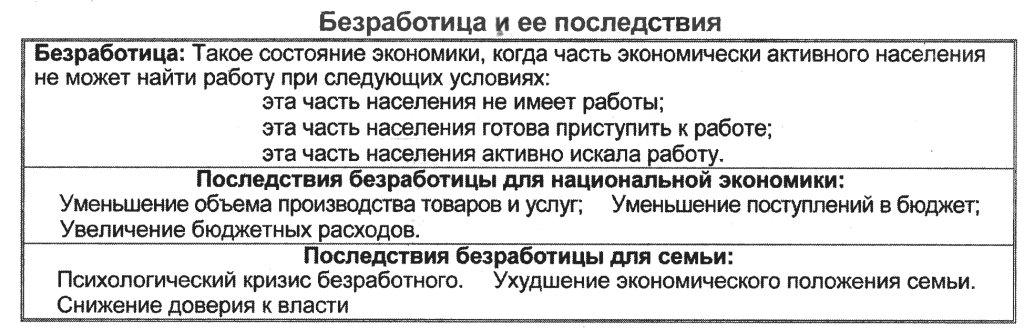 Безработица и ее последствия
Безработица: Такое состояние экономики, когда часть экономически активного населения
не может найти работу при следующих условиях:
эта часть населения не имеет работы;
эта часть населения готова приступить к работе;
эта часть населения активно искала работу.
Последствия безработицы для национальной экономики:
Уменьшение объема производства товаров и услуг; Уменьшение поступлений в бюджет;
Увеличение бюджетных расходов.
Последствия безработицы для семьи:
Психологический кризис безработного. Ухудшение экономического положения семьи.
Снижение доверия к власти